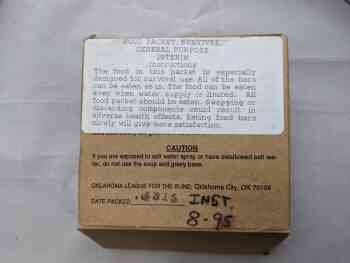 FOOD PACKET, SURVIVAL,
GENERAL PURPOSE
INTERIM
Instructions
The food in this packet is especially
designed for survival use. All of the bars
can be eaten as is. The food can be eaten
even when water supply is limited. All
food packet should be eaten. Swapping or
discarding components could result in
adverse health effects. Eating food bars
slowly will give more satisfaction.
CAUTION
If you are exposed to salt water spray or have swallowed salt wa-
ter, do not use the soup and gravy base.
OKLAHOMA LEAGUE FOR THE BLIND; Oklahoma City, OK 73106
DATE PACKED: INST.
8-95